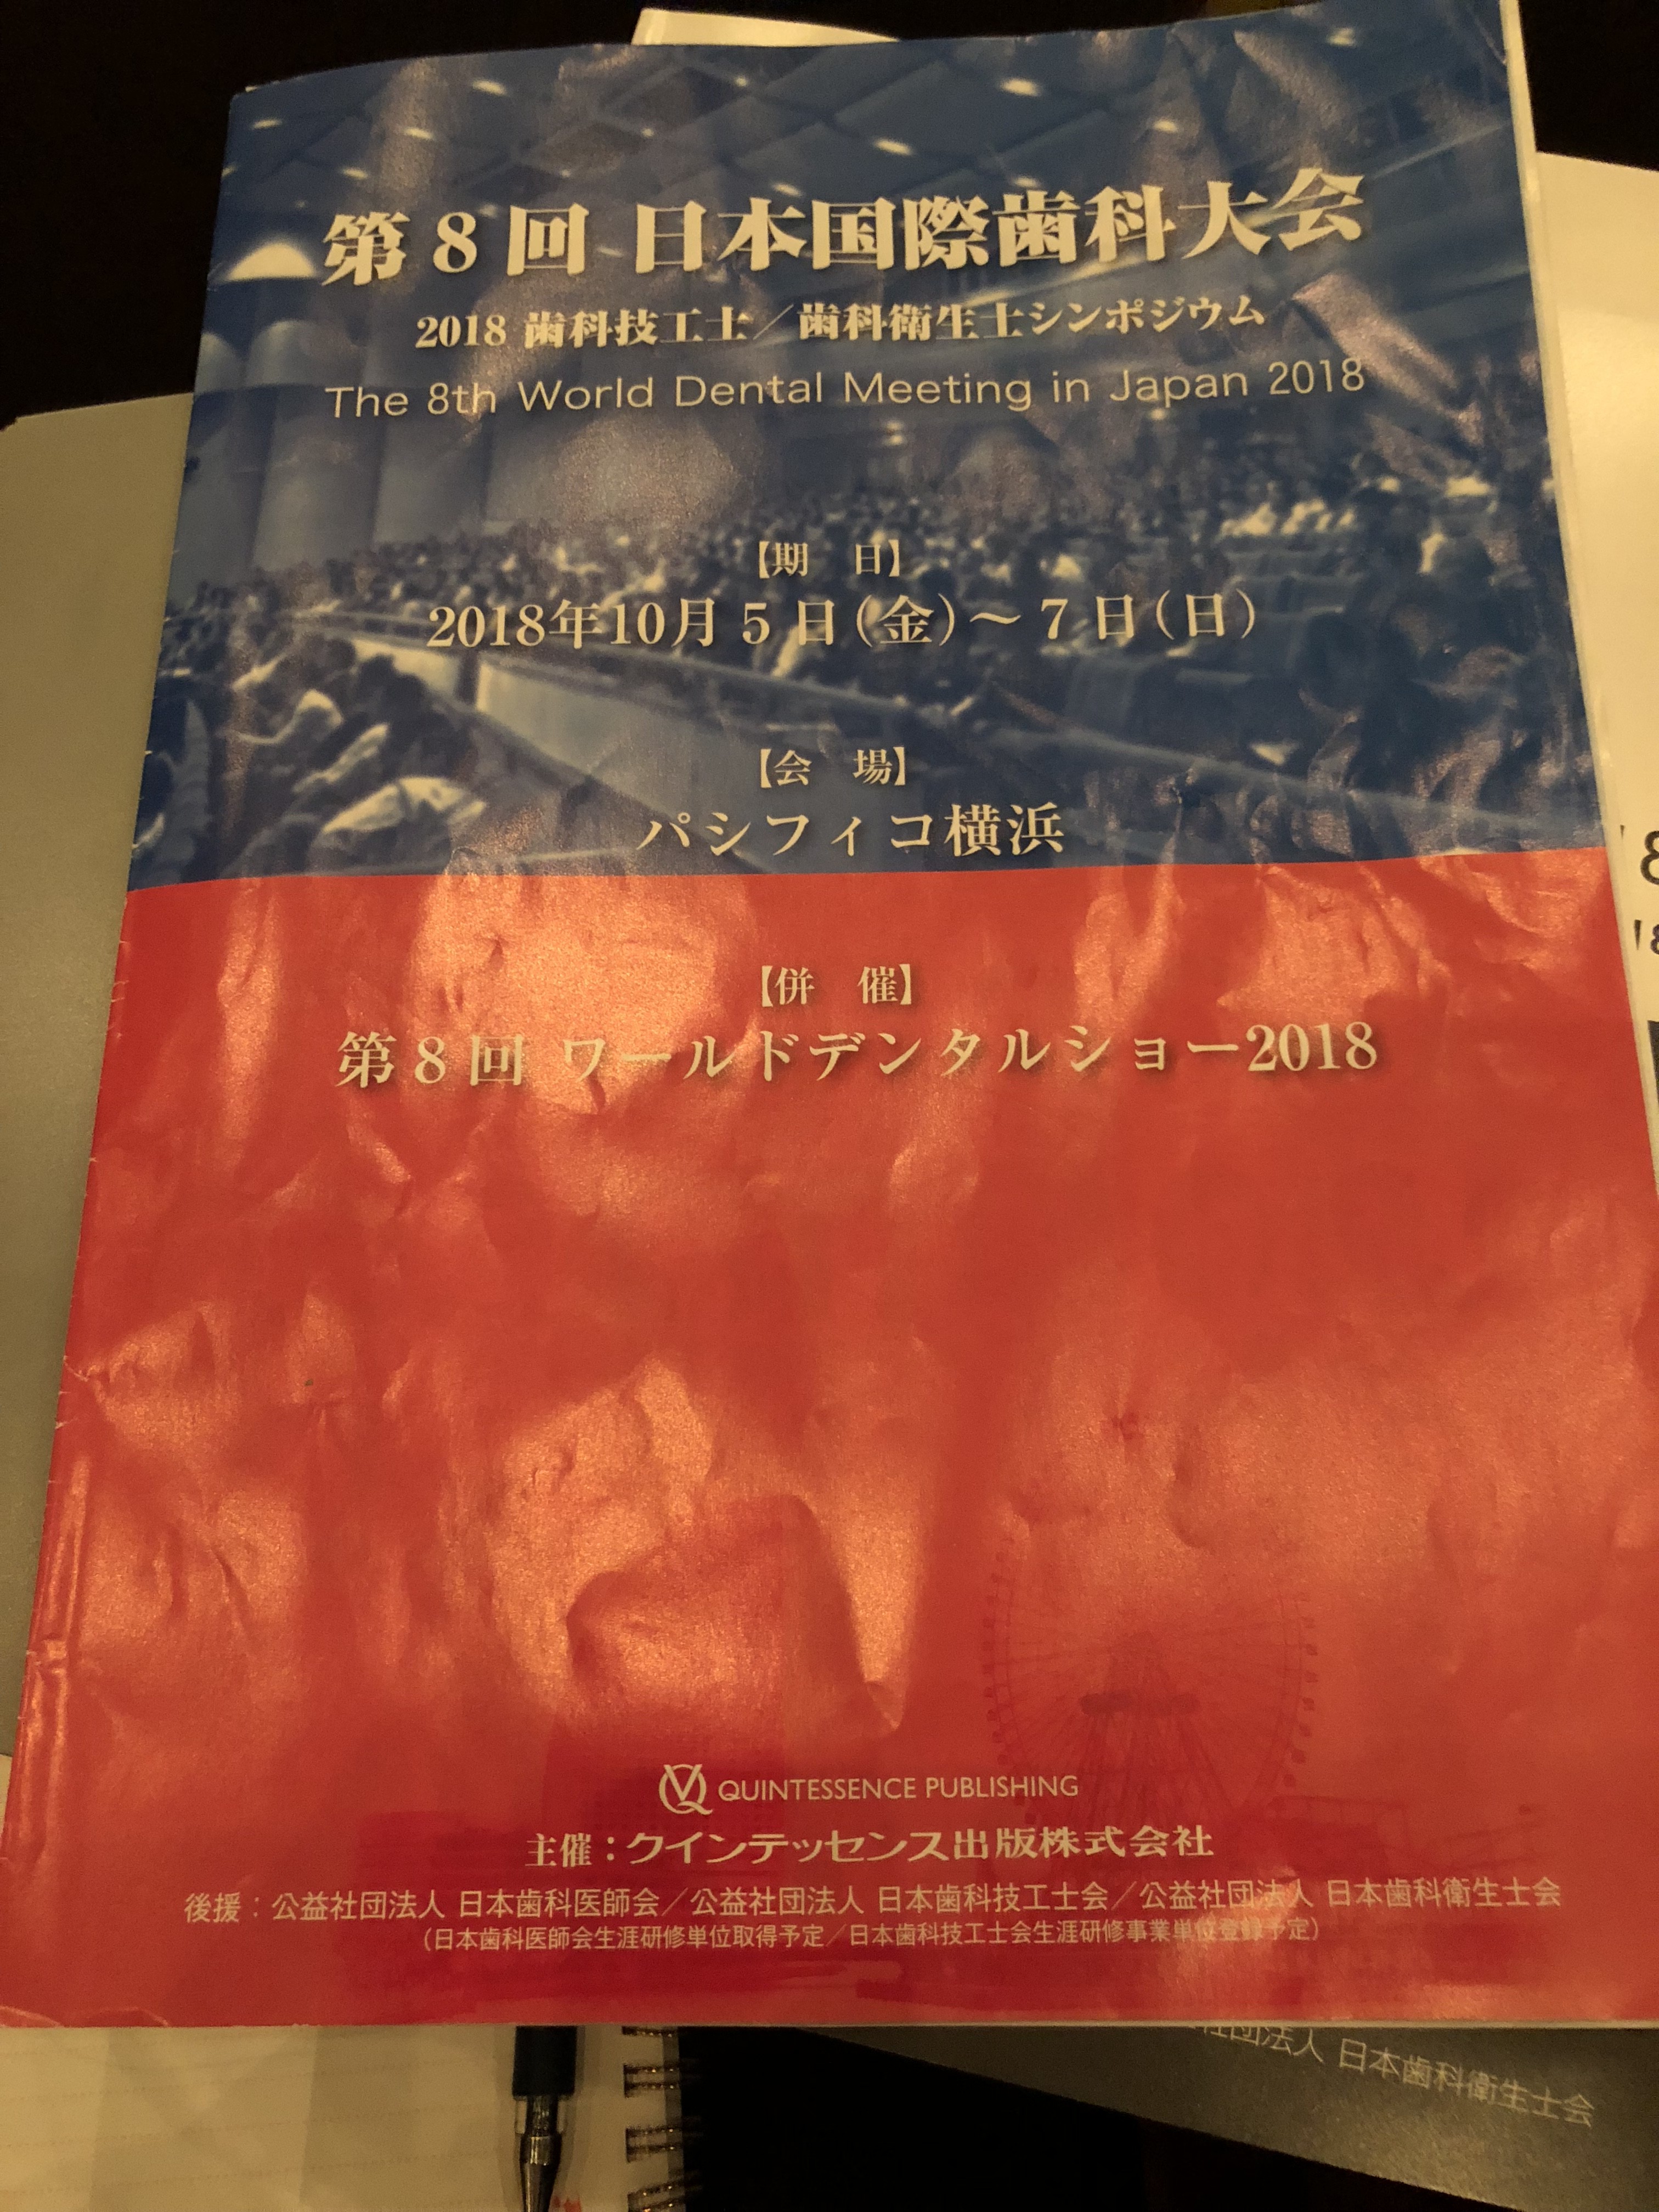 第8回 日本国際歯科大会
2018 歯科技工士／歯科衛生士シンポジウム
The 8th World Dental Meeting in Japan 2018
【期　日】
2018年10月5日（金）～7日（日）
【会　場】
パシフィコ横浜
【併　催】
第8回 ワールドデンタルショー2018
QUINTESSENCE PUBLISHING
主催：クインテッセンス出版株式会社
後援：公益社団法人 日本歯科医師会／公益社団法人 日本歯科技工士会／公益社団法人 日本歯科衛生士会
（日本歯科医師会生涯研修単位取得予定／日本歯科技工士会生涯研修事業単位登録予定）
社団法人 日本歯科衛生士会